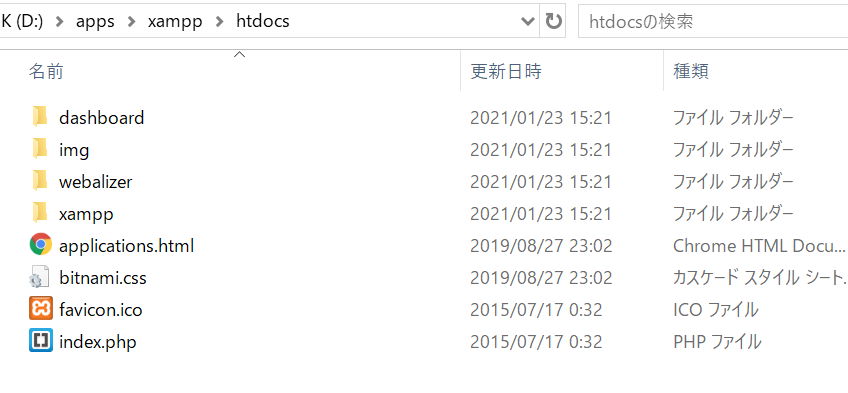 K (D:) > apps > xampp > htdocs
htdocsの検索
名前 更新日時 種類
dashboard 2021/01/23 15:21 ファイル フォルダー
img 2021/01/23 15:21 ファイル フォルダー
webalizer 2021/01/23 15:21 ファイル フォルダー
xampp 2021/01/23 15:21 ファイル フォルダー
applications.html 2019/08/27 23:02 Chrome HTML Docu...
bitnami.css 2019/08/27 23:02 カスケード スタイル シート...
favicon.ico 2015/07/17 0:32 ICO ファイル
index.php 2015/07/17 0:32 PHP ファイル